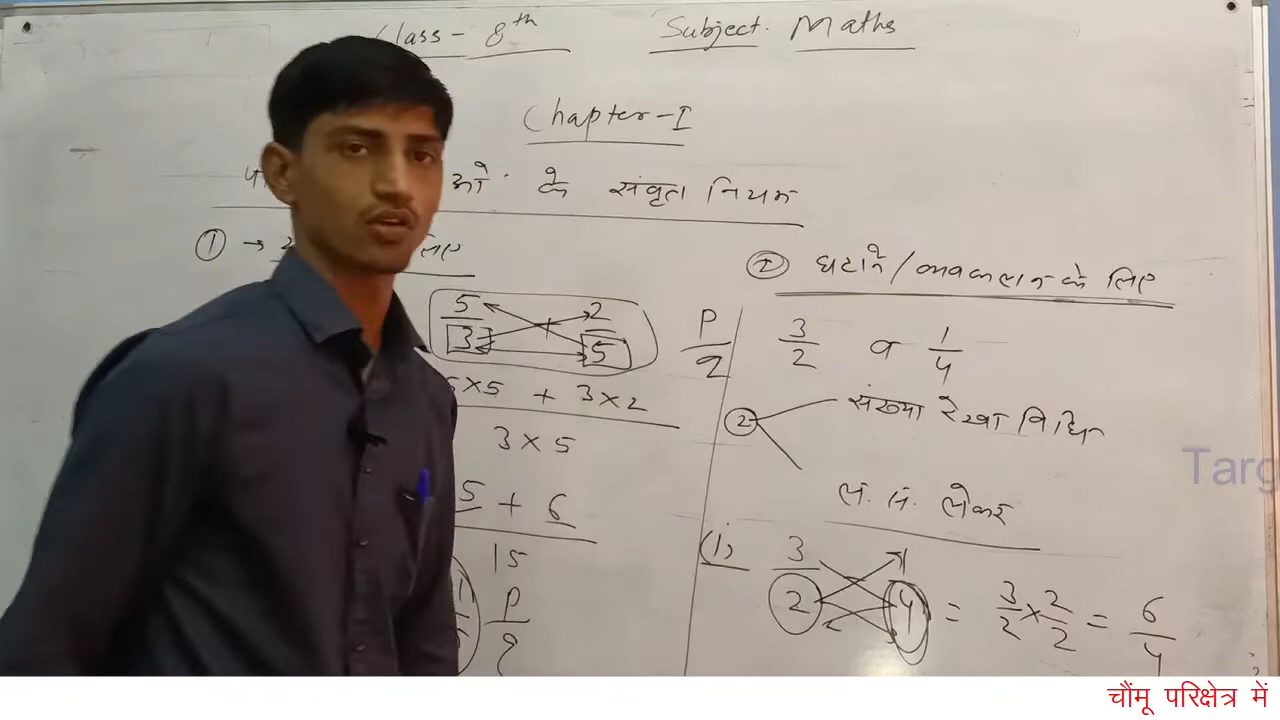 Class- 8th Subject. Maths
Chapter-I
के संवृता नियम
① →
② घटाने/व्यवकलन के लिए
5 2
3 5
P
q
3 व 1
2 4
5×5 + 3×2
3×5
② संख्या रेखा विधि
ल. स. लेकर
5 + 6
15
P
q
(i) 3 1
2 4 = 3/2 × 2/2 = 6/4
Targ
चौंमू परिक्षेत्र में